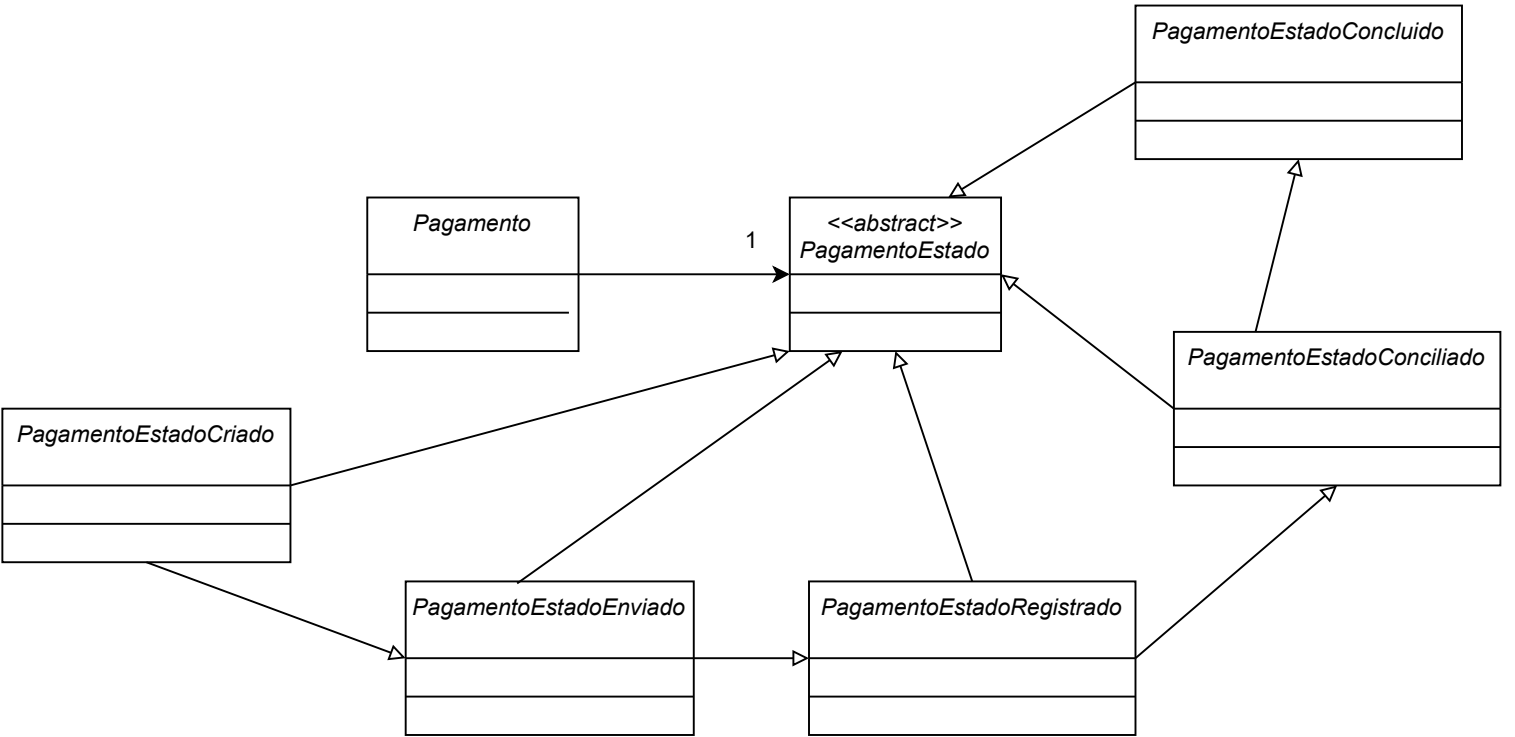 PagamentoEstadoConcluido
Pagamento
1
<<abstract>>
PagamentoEstado
PagamentoEstadoConciliado
PagamentoEstadoCriado
PagamentoEstadoEnviado
PagamentoEstadoRegistrado